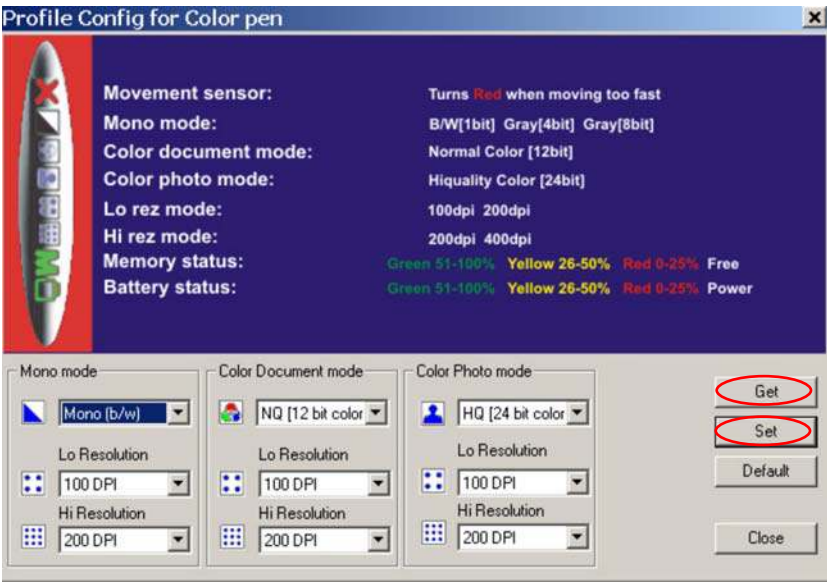 Profile Config for Color pen
Movement sensor: Turns Red when moving too fast
Mono mode: B/W[1bit] Gray[4bit] Gray[8bit]
Color document mode: Normal Color [12bit]
Color photo mode: Hiquality Color [24bit]
Lo rez mode: 100dpi 200dpi
Hi rez mode: 200dpi 400dpi
Memory status: Green 51-100% Yellow 26-50% Red 0-25% Free
Battery status: Green 51-100% Yellow 26-50% Red 0-25% Power
Mono mode
Mono (b/w)
Lo Resolution
100 DPI
Hi Resolution
200 DPI
Color Document mode
NQ [12 bit color
Lo Resolution
100 DPI
Hi Resolution
200 DPI
Color Photo mode
HQ [24 bit color
Lo Resolution
100 DPI
Hi Resolution
200 DPI
Get
Set
Default
Close